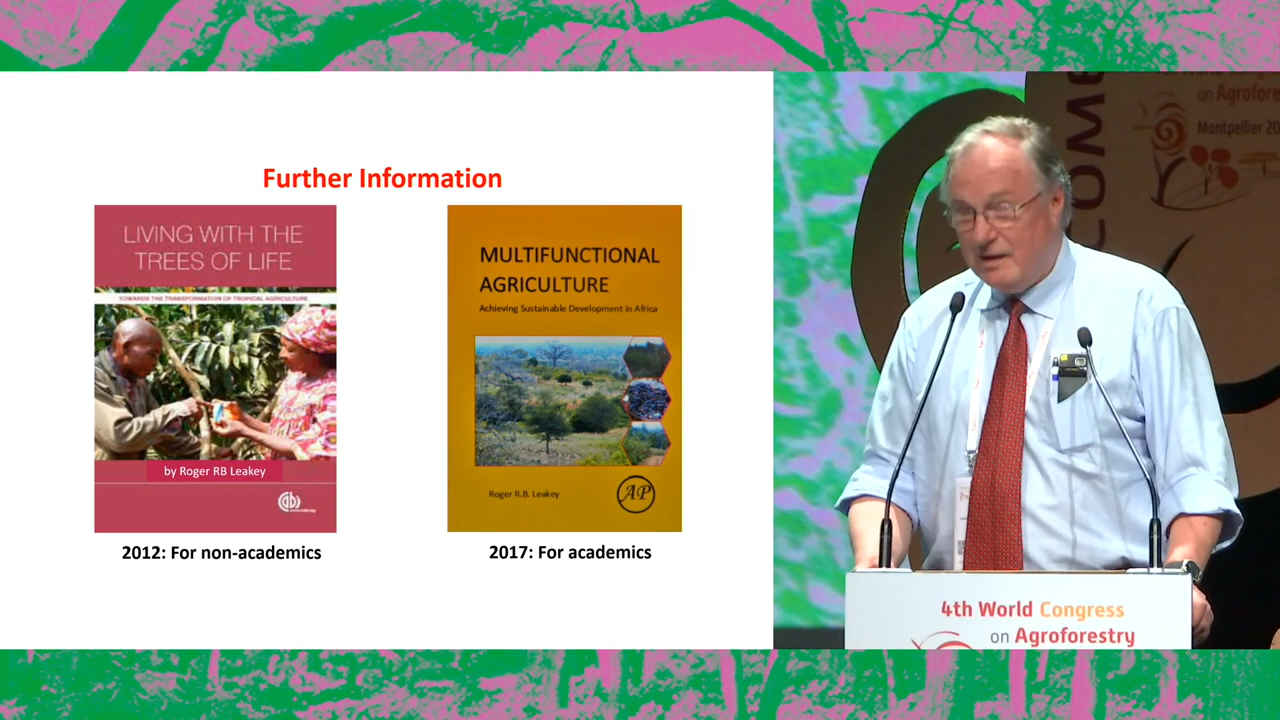 Further Information
LIVING WITH THE
TREES OF LIFE
TOWARDS THE TRANSFORMATION OF TROPICAL AGRICULTURE
by Roger RB Leakey
2012: For non-academics
MULTIFUNCTIONAL
AGRICULTURE
Achieving Sustainable Development in Africa
Roger R.B. Leakey
AP
2017: For academics
on Agrofore
Montpellier 20
COME
4th World Congress
on Agroforestry